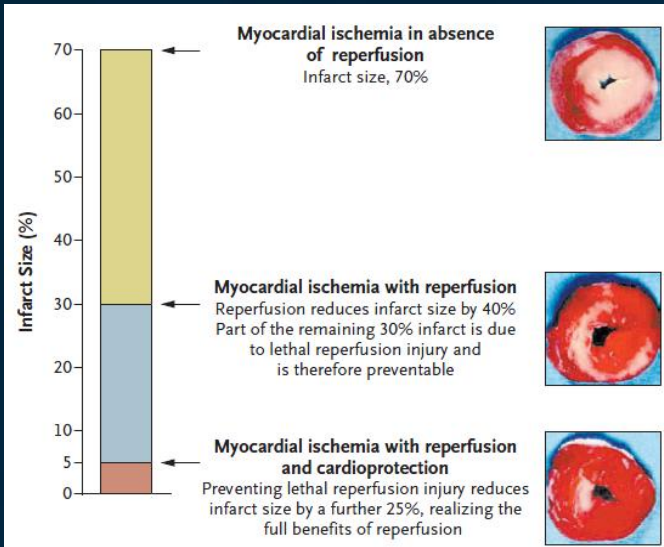 Myocardial ischemia in absence
of reperfusion
Infarct size, 70%
Infarct Size (%)
70
60
50
40
30
20
10
5
0
Myocardial ischemia with reperfusion
Reperfusion reduces infarct size by 40%
Part of the remaining 30% infarct is due
to lethal reperfusion injury and
is therefore preventable
Myocardial ischemia with reperfusion
and cardioprotection
Preventing lethal reperfusion injury reduces
infarct size by a further 25%, realizing the
full benefits of reperfusion